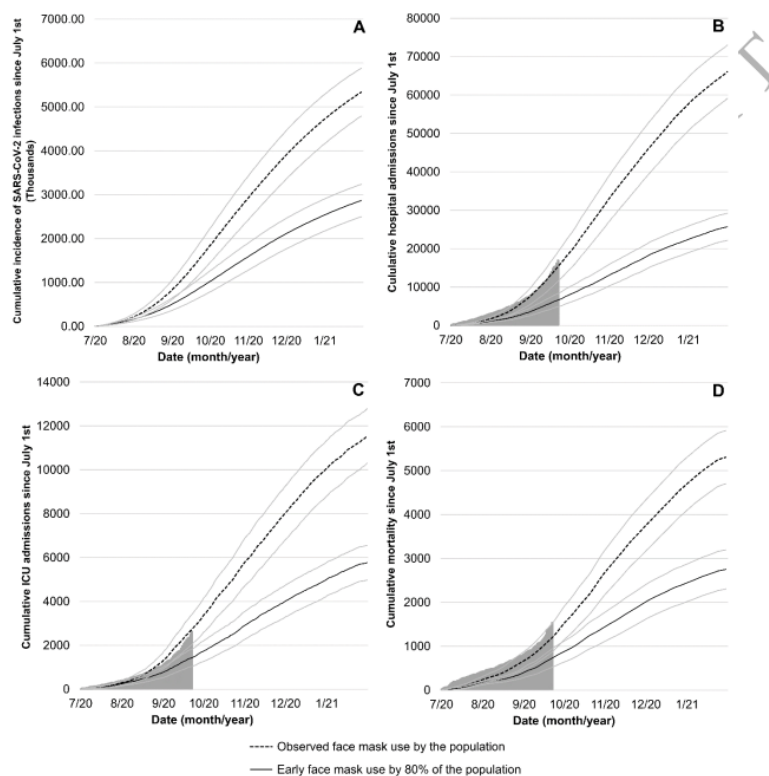 A
Cumulative incidence of SARS-CoV-2 infections since July 1st
(Thousands)
7000.00
6000.00
5000.00
4000.00
3000.00
2000.00
1000.00
0.00
7/20 8/20 9/20 10/20 11/20 12/20 1/21
Date (month/year)
B
Cululative hospital admissions since July 1st
80000
70000
60000
50000
40000
30000
20000
10000
0
7/20 8/20 9/20 10/20 11/20 12/20 1/21
Date (month/year)
C
Cumulative ICU admissions since July 1st
14000
12000
10000
8000
6000
4000
2000
0
7/20 8/20 9/20 10/20 11/20 12/20 1/21
Date (month/year)
D
Cumulative mortality since July 1st
7000
6000
5000
4000
3000
2000
1000
0
7/20 8/20 9/20 10/20 11/20 12/20 1/21
Date (month/year)
Observed face mask use by the population
Early face mask use by 80% of the population